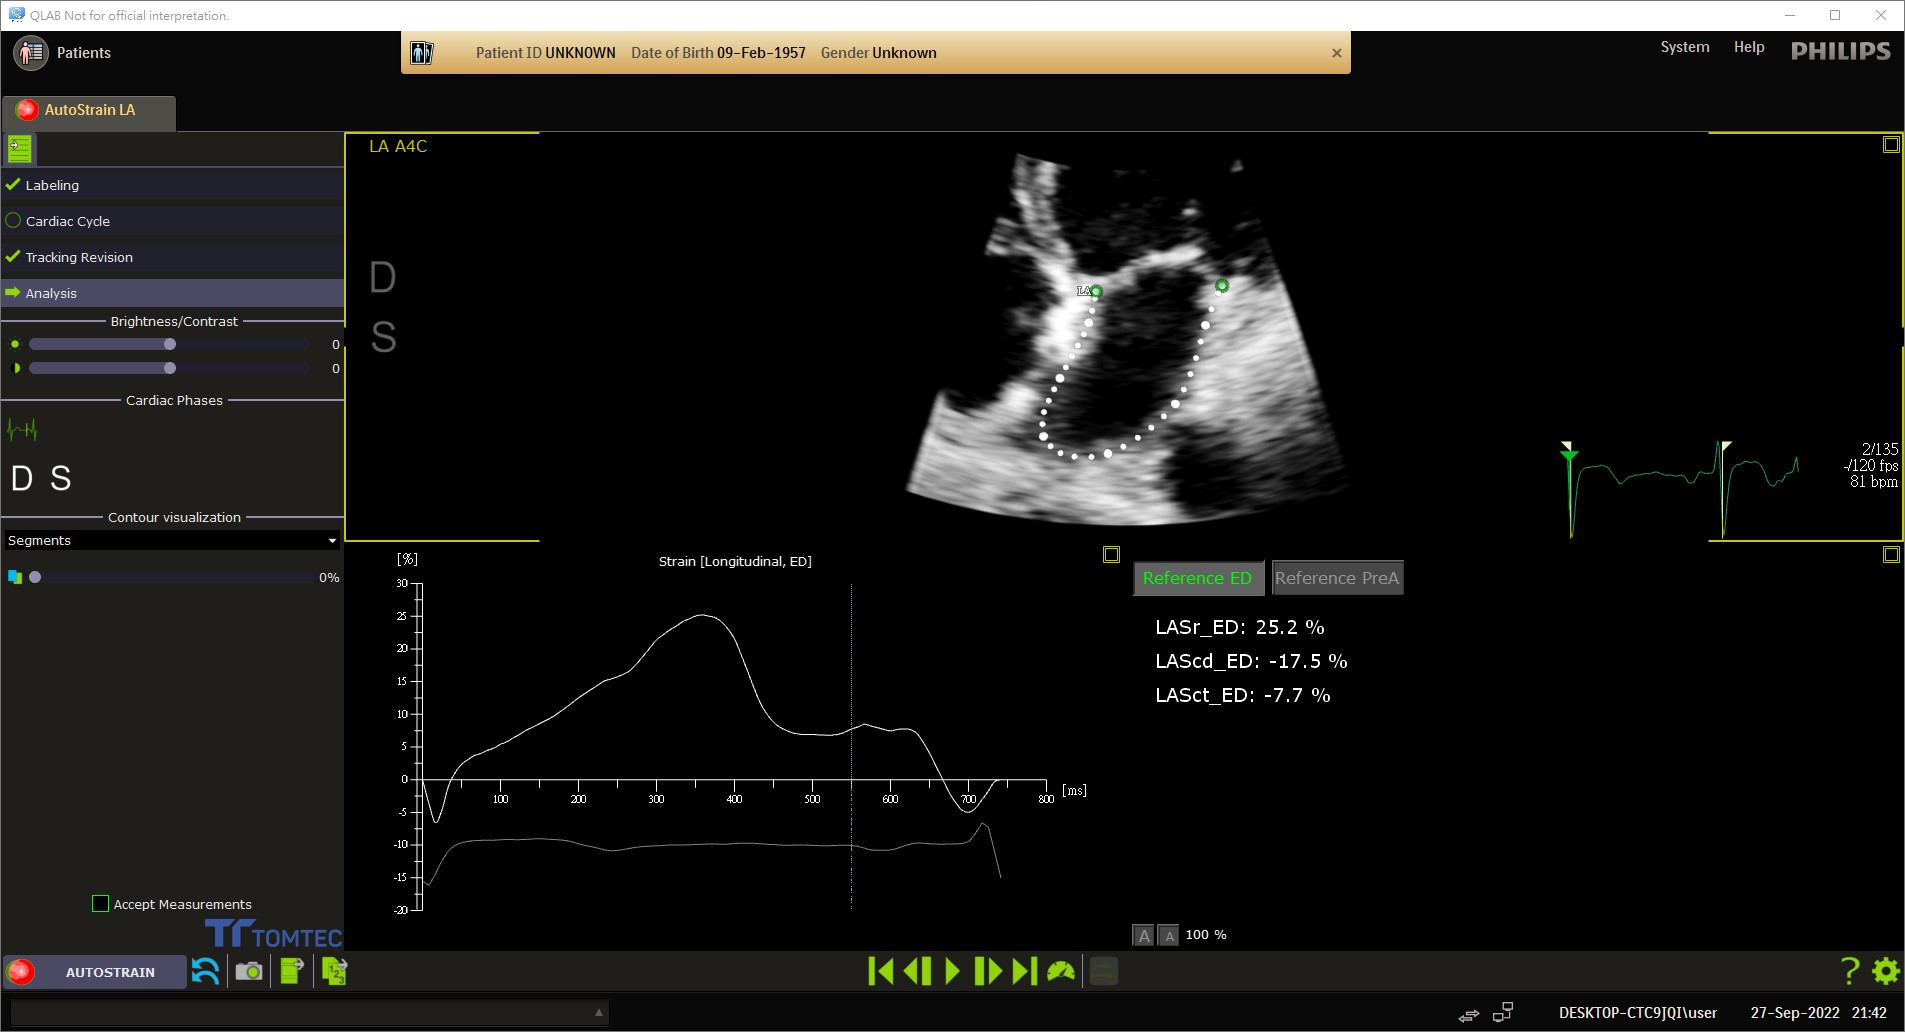 QLAB Not for official interpretation.
Patients
Patient ID UNKNOWN Date of Birth 09-Feb-1957 Gender Unknown
System Help PHILIPS
AutoStrain LA
LA A4C
Labeling
Cardiac Cycle
Tracking Revision
Analysis
Brightness/Contrast
0
0
Cardiac Phases
D S
Contour visualization
Segments
0%
Accept Measurements
TOMTEC
D
S
LA
2/135
-/120 fps
81 bpm
[%]
Strain [Longitudinal, ED]
30
25
20
15
10
5
0
-5
-10
-15
-20
100 200 300 400 500 600 700 800 [ms]
Reference ED Reference PreA
LASr_ED: 25.2 %
LAScd_ED: -17.5 %
LASct_ED: -7.7 %
A A 100 %
AUTOSTRAIN
1 2 3
?
DESKTOP-CTC9JQI\user 27-Sep-2022 21:42